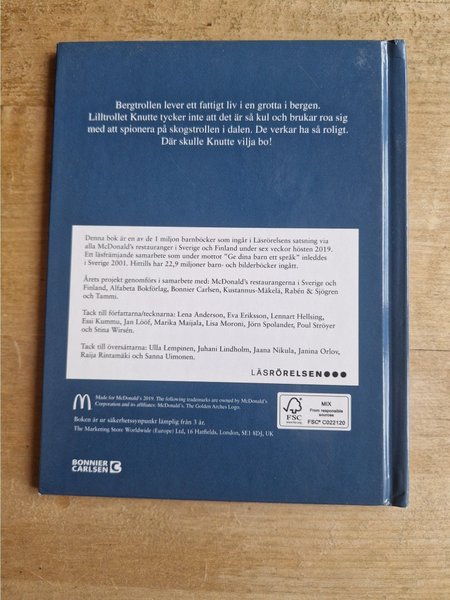 Bergtrollen lever ett fattigt liv i en grotta i bergen.
Lilltrollet Knutte tycker inte att det är så kul och brukar roa sig
med att spionera på skogstrollen i dalen. De verkar ha så roligt.
Där skulle Knutte vilja bo!
Denna bok är en av de 1 miljon barnböcker som ingår i Läsrörelsens satsning via
alla McDonald's restauranger i Sverige och Finland under sex veckor hösten 2019.
Ett läsfrämjande samarbete som under mottot "Ge dina barn ett språk" inleddes
i Sverige 2001. Hittills har 22,9 miljoner barn- och bilderböcker ingått.
Årets projekt genomförs i samarbete med: McDonald's restaurangerna i Sverige och
Finland, Alfabeta Bokförlag, Bonnier Carlsen, Kustannus-Mäkelä, Rabén & Sjögren
och Tammi.
Tack till författarna/tecknarna: Lena Anderson, Eva Eriksson, Lennart Hellsing,
Essi Kummu, Jan Lööf, Marika Maijala, Lisa Moroni, Jörn Spolander, Poul Ströyer
och Stina Wirsén.
Tack till översättarna: Ulla Lempinen, Juhani Lindholm, Jaana Nikula, Janina Orlov,
Raija Rintamäki och Sanna Uimonen.
LÄSRÖRELSEN
Made for McDonald's 2019. The following trademarks are owned by McDonald's
Corporation and its affiliates: McDonald's, The Golden Arches Logo.
Boken är ur säkerhetssynpunkt lämplig från 3 år.
The Marketing Store Worldwide (Europe) Ltd, 16 Hatfields, London, SE1 8DJ, UK
FSC
www.fsc.org
MIX
From responsible
sources
FSC® C022120
BONNIER
CARLSEN